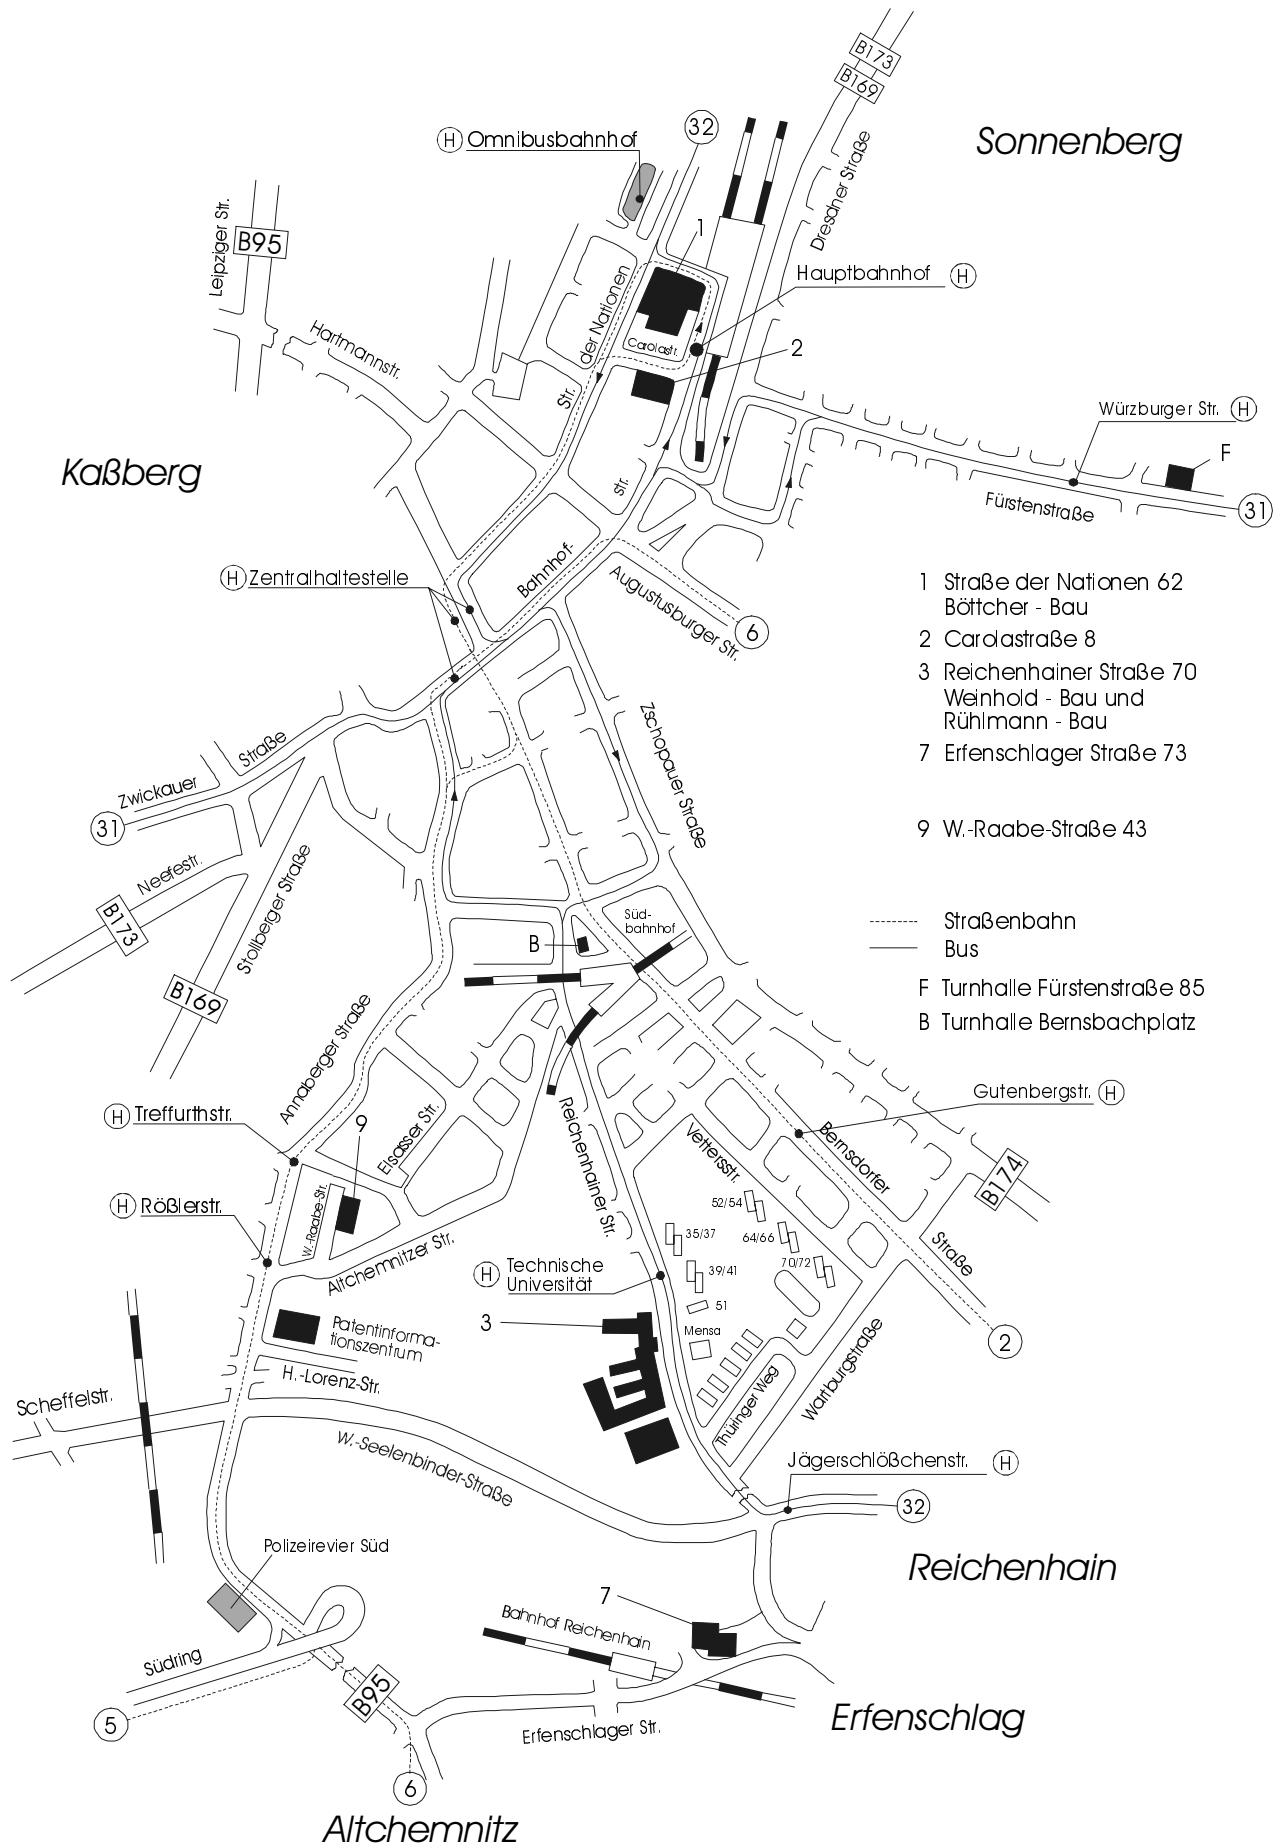 B173
B169
Sonnenberg
32
H Omnibusbahnhof
Dresdner Straße
Leipziger Str.
B95
1
Hauptbahnhof H
der Nationen
Str.
Hartmannstr.
Carolastr.
2
Würzburger Str. H
F
Kaßberg
str.
Fürstenstraße
31
H Zentralhaltestelle
Bahnhof-
Augustusburger Str.
6
1 Straße der Nationen 62
Böttcher - Bau
2 Carolastraße 8
3 Reichenhainer Straße 70
Weinhold - Bau und
Rühlmann - Bau
7 Erfenschlager Straße 73
9 W.-Raabe-Straße 43
Straßenbahn
Bus
F Turnhalle Fürstenstraße 85
B Turnhalle Bernsbachplatz
Zschopauer Straße
Zwickauer
Straße
31
Neefestr.
B173
Stollberger Straße
B169
Süd-
bahnhof
B
Annaberger Straße
Gutenbergstr. H
H Treffurthstr.
9
Elsasser Str.
Reichenhainer Str.
Vettersstr.
Bernsdorfer
Straße
B174
H Rößlerstr.
W.-Raabe-Str.
Altchemnitzer Str.
52/54
35/37
64/66
70/72
39/41
51
H Technische
Universität
3
Mensa
2
Patentinforma-
tionszentrum
H.-Lorenz-Str.
Scheffelstr.
Thüringer Weg
Wartburgstraße
W.-Seelenbinder-Straße
Jägerschlößchenstr. H
32
Reichenhain
Polizeirevier Süd
7
Bahnhof Reichenhain
Südring
B95
5
Erfenschlager Str.
Erfenschlag
6
Altchemnitz